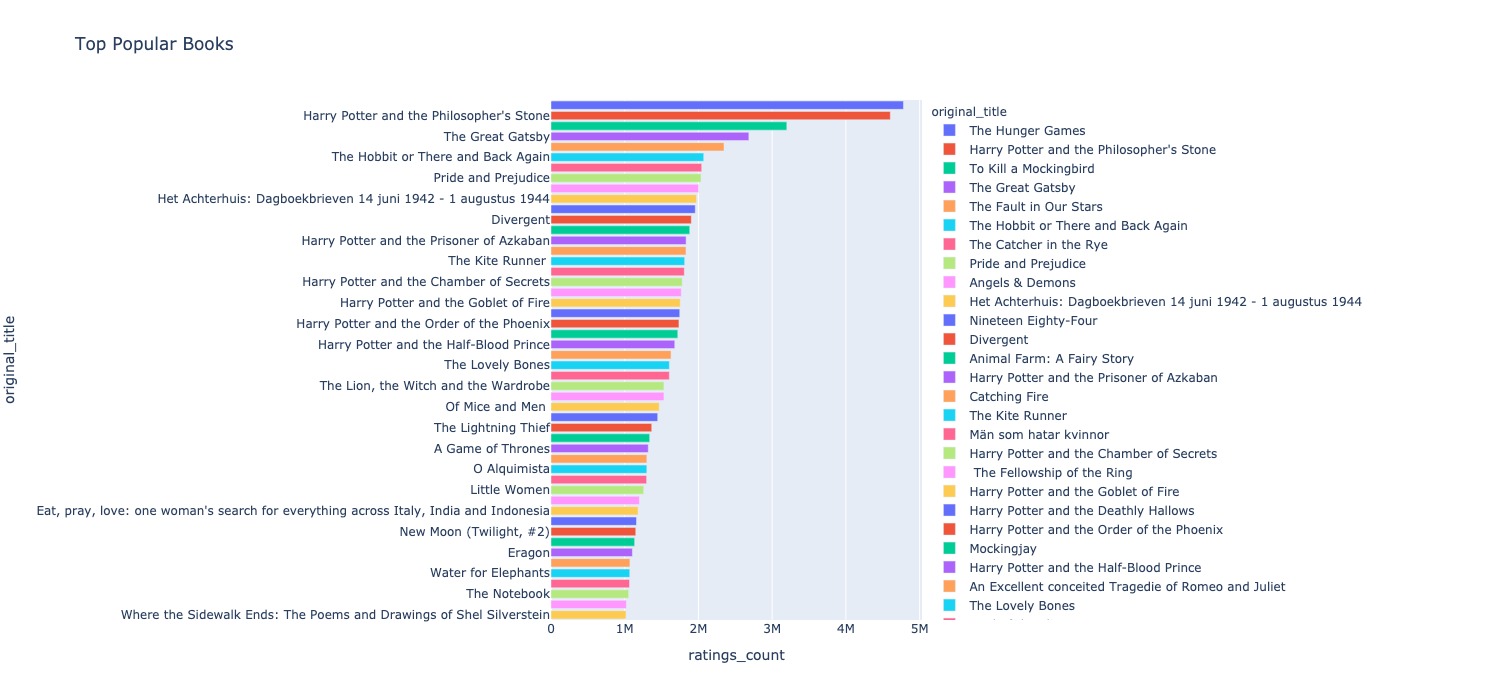 Top Popular Books
original_title
Harry Potter and the Philosopher's Stone
The Great Gatsby
The Hobbit or There and Back Again
Pride and Prejudice
Het Achterhuis: Dagboekbrieven 14 juni 1942 - 1 augustus 1944
Divergent
Harry Potter and the Prisoner of Azkaban
The Kite Runner
Harry Potter and the Chamber of Secrets
Harry Potter and the Goblet of Fire
Harry Potter and the Order of the Phoenix
Harry Potter and the Half-Blood Prince
The Lovely Bones
The Lion, the Witch and the Wardrobe
Of Mice and Men
The Lightning Thief
A Game of Thrones
O Alquimista
Little Women
Eat, pray, love: one woman's search for everything across Italy, India and Indonesia
New Moon (Twilight, #2)
Eragon
Water for Elephants
The Notebook
Where the Sidewalk Ends: The Poems and Drawings of Shel Silverstein
0 1M 2M 3M 4M 5M
ratings_count
original_title
The Hunger Games
Harry Potter and the Philosopher's Stone
To Kill a Mockingbird
The Great Gatsby
The Fault in Our Stars
The Hobbit or There and Back Again
The Catcher in the Rye
Pride and Prejudice
Angels & Demons
Het Achterhuis: Dagboekbrieven 14 juni 1942 - 1 augustus 1944
Nineteen Eighty-Four
Divergent
Animal Farm: A Fairy Story
Harry Potter and the Prisoner of Azkaban
Catching Fire
The Kite Runner
Män som hatar kvinnor
Harry Potter and the Chamber of Secrets
The Fellowship of the Ring
Harry Potter and the Goblet of Fire
Harry Potter and the Deathly Hallows
Harry Potter and the Order of the Phoenix
Mockingjay
Harry Potter and the Half-Blood Prince
An Excellent conceited Tragedie of Romeo and Juliet
The Lovely Bones